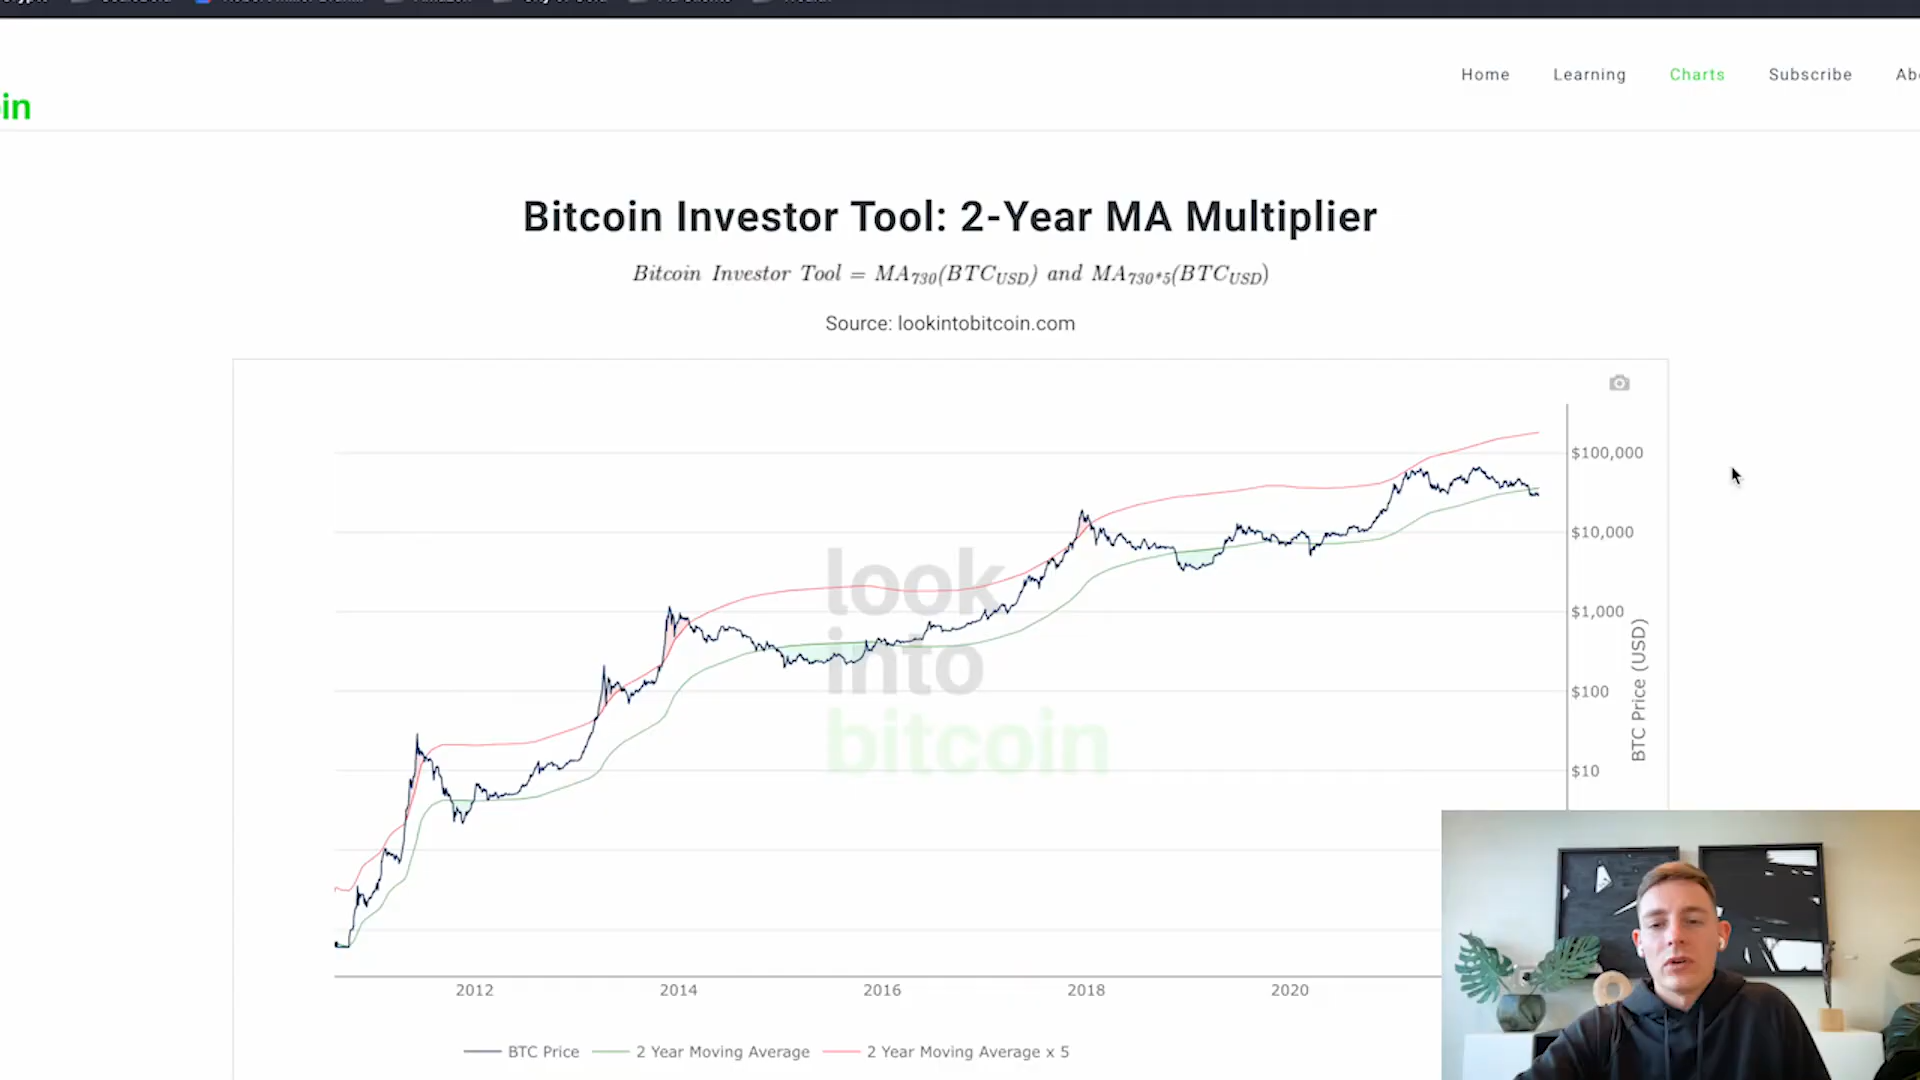 in
Home Learning Charts Subscribe
Bitcoin Investor Tool: 2-Year MA Multiplier
Bitcoin Investor Tool = MA730(BTCUSD) and MA730*5(BTCUSD)
Source: lookintobitcoin.com
$100,000
$10,000
$1,000
$100
$10
BTC Price (USD)
look
into
bitcoin
2012 2014 2016 2018 2020
BTC Price 2 Year Moving Average 2 Year Moving Average x 5